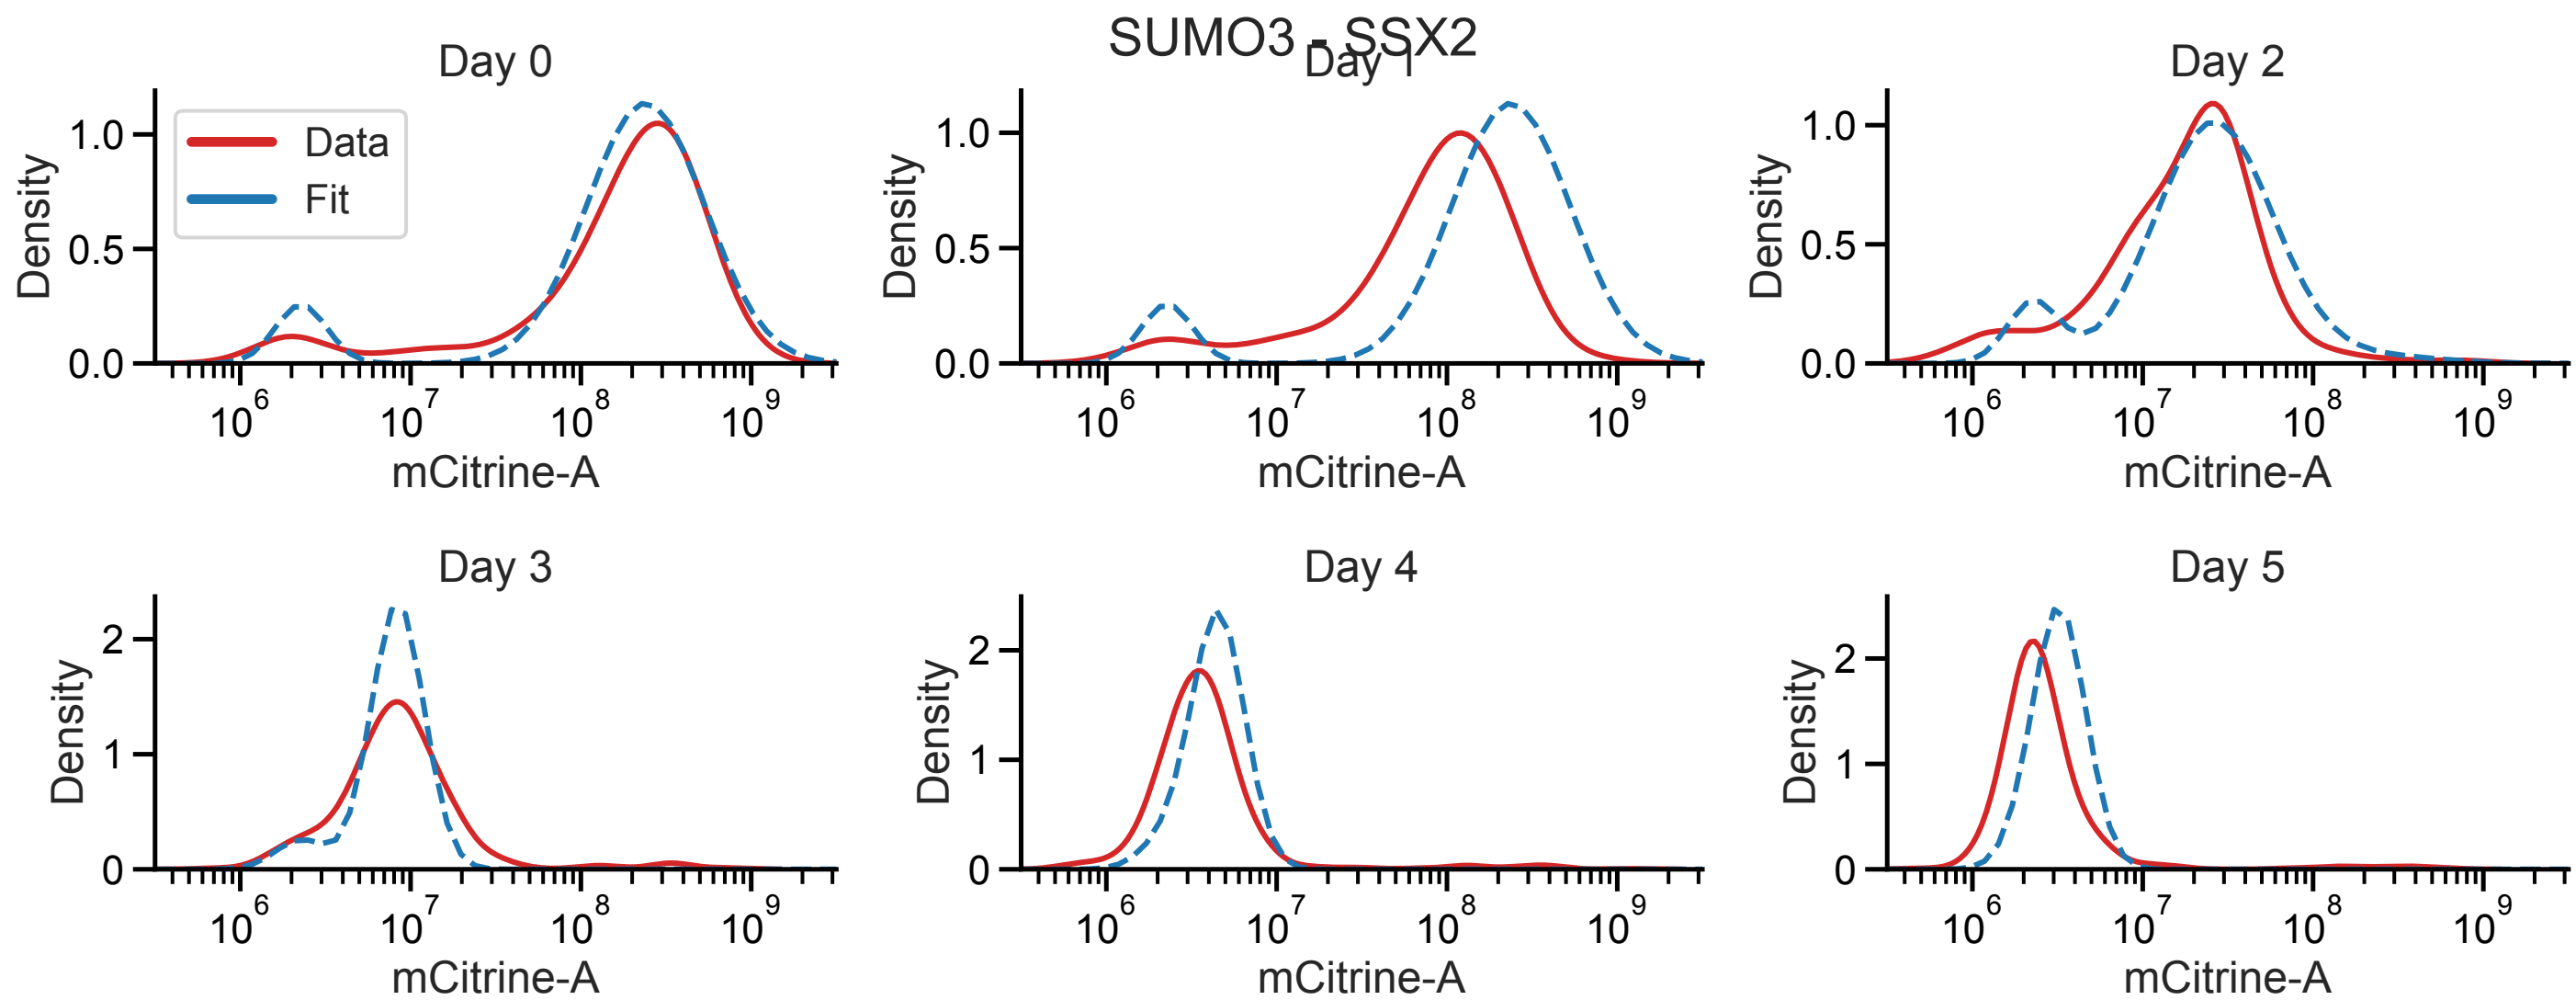 SUMO3 - SSX2
Day 0
Day 1
Day 2
Density
1.0
0.5
0.0
Data
Fit
10^6 10^7 10^8 10^9
mCitrine-A
Density
1.0
0.5
0.0
10^6 10^7 10^8 10^9
mCitrine-A
Density
1.0
0.5
0.0
10^6 10^7 10^8 10^9
mCitrine-A
Day 3
Day 4
Day 5
Density
2
1
0
10^6 10^7 10^8 10^9
mCitrine-A
Density
2
1
0
10^6 10^7 10^8 10^9
mCitrine-A
Density
2
1
0
10^6 10^7 10^8 10^9
mCitrine-A